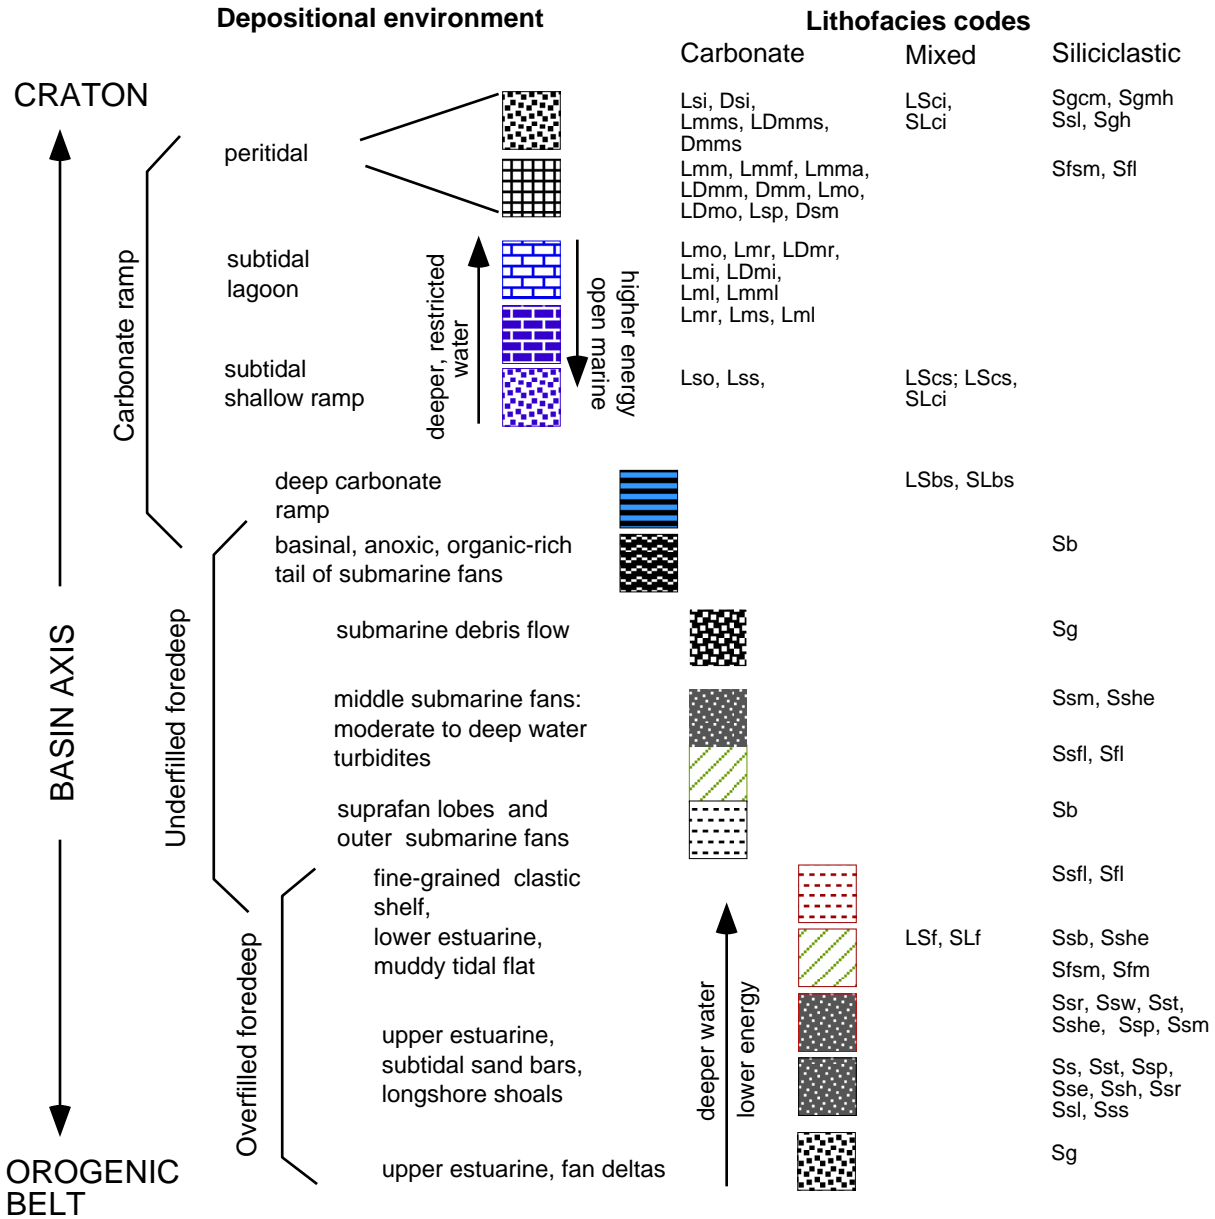 Depositional environment
Lithofacies codes
Carbonate
Mixed
Siliciclastic
CRATON
BASIN AXIS
OROGENIC
BELT
Carbonate ramp
Underfilled foredeep
Overfilled foredeep
peritidal
Lsi, Dsi,
Lmms, LDmms,
Dmms
LSci,
SLci
Sgcm, Sgmh
Ssl, Sgh
Lmm, Lmmf, Lmma,
LDmm, Dmm, Lmo,
LDmo, Lsp, Dsm
Sfsm, Sfl
subtidal
lagoon
deeper, restricted
water
higher energy
open marine
Lmo, Lmr, LDmr,
Lmi, LDmi,
Lml, Lmml
Lmr, Lms, Lml
subtidal
shallow ramp
Lso, Lss,
LScs; LScs,
SLci
deep carbonate
ramp
LSbs, SLbs
basinal, anoxic, organic-rich
tail of submarine fans
Sb
submarine debris flow
Sg
middle submarine fans:
moderate to deep water
turbidites
Ssm, Sshe
Ssfl, Sfl
suprafan lobes and
outer submarine fans
Sb
fine-grained clastic
shelf,
Ssfl, Sfl
lower estuarine,
muddy tidal flat
LSf, SLf
Ssb, Sshe
Sfsm, Sfm
deeper water
lower energy
upper estuarine,
subtidal sand bars,
longshore shoals
Ssr, Ssw, Sst,
Sshe, Ssp, Ssm
Ss, Sst, Ssp,
Sse, Ssh, Ssr
Ssl, Sss
upper estuarine, fan deltas
Sg